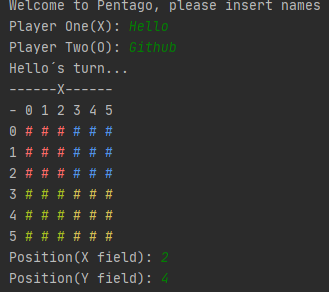 Welcome to Pentago, please insert names
Player One(X): Hello
Player Two(O): Github
Hello´s turn...
------X------
- 0 1 2 3 4 5
0 # # # # # #
1 # # # # # #
2 # # # # # #
3 # # # # # #
4 # # # # # #
5 # # # # # #
Position(X field): 2
Position(Y field): 4